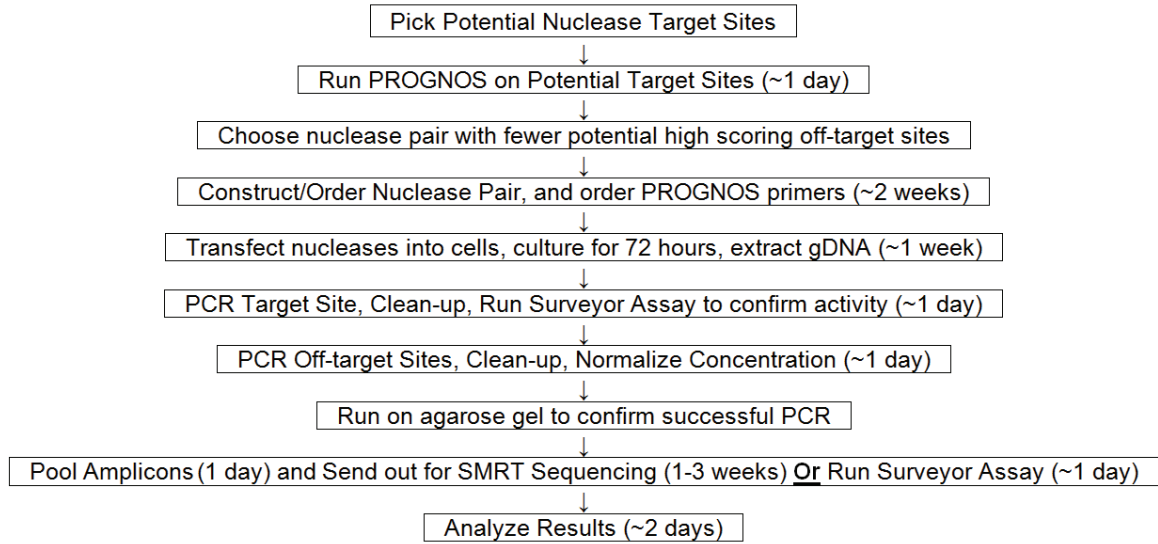 Pick Potential Nuclease Target Sites
↓
Run PROGNOS on Potential Target Sites (~1 day)
↓
Choose nuclease pair with fewer potential high scoring off-target sites
↓
Construct/Order Nuclease Pair, and order PROGNOS primers (~2 weeks)
↓
Transfect nucleases into cells, culture for 72 hours, extract gDNA (~1 week)
↓
PCR Target Site, Clean-up, Run Surveyor Assay to confirm activity (~1 day)
↓
PCR Off-target Sites, Clean-up, Normalize Concentration (~1 day)
↓
Run on agarose gel to confirm successful PCR
↓
Pool Amplicons (1 day) and Send out for SMRT Sequencing (1-3 weeks) Or Run Surveyor Assay (~1 day)
↓
Analyze Results (~2 days)